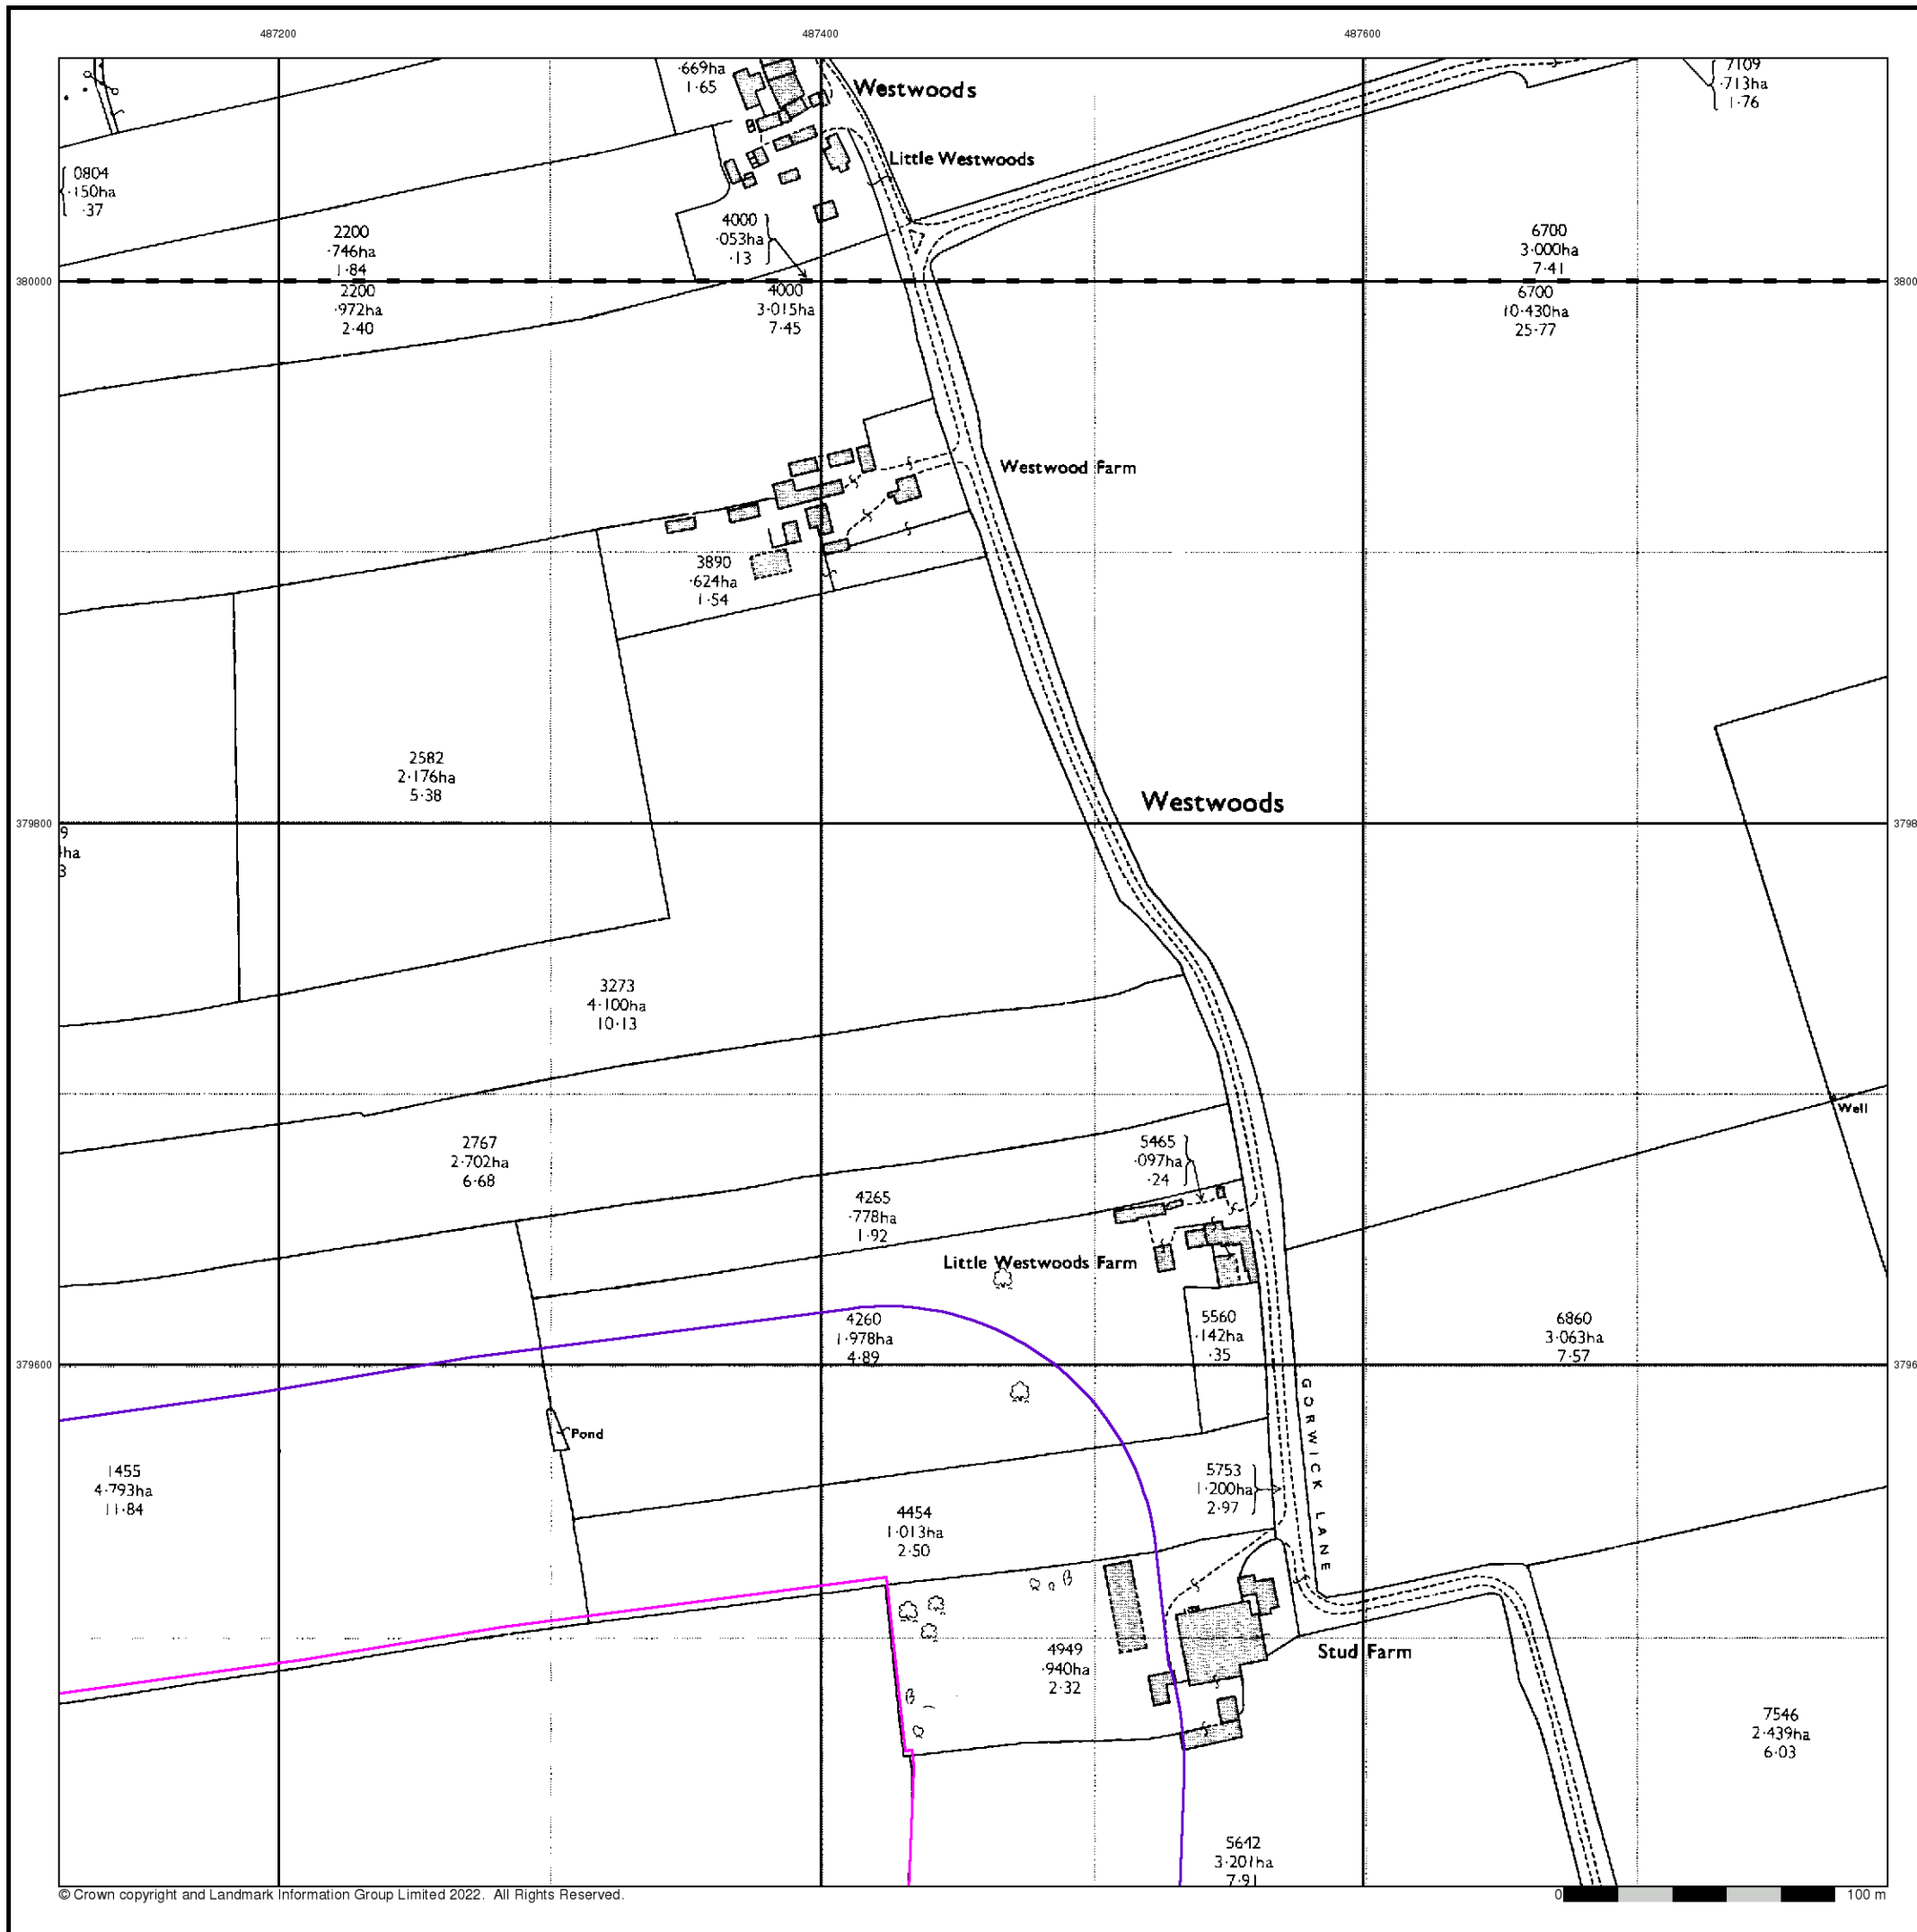 487200
487400
487600
·669ha
1·65
Westwoods
7109
·713ha
1·76
Little Westwoods
0804
·150ha
·37
2200
·746ha
1·84
4000
·053ha
·13
6700
3·000ha
7·41
380000
3800
2200
·972ha
2·40
4000
3·015ha
7·45
6700
10·430ha
25·77
Westwood Farm
3890
·624ha
1·54
2582
2·176ha
5·38
Westwoods
379800
3798
9
ha
3
3273
4·100ha
10·13
Well
2767
2·702ha
6·68
5465
·097ha
·24
4265
·778ha
1·92
Little Westwoods Farm
4260
1·978ha
4·89
5560
·142ha
·35
6860
3·063ha
7·57
379600
3796
GORWICK LANE
Pond
1455
4·793ha
11·84
5753
1·200ha
2·97
4454
1·013ha
2·50
4949
·940ha
2·32
Stud Farm
7546
2·439ha
6·03
5642
3·201ha
7·91
© Crown copyright and Landmark Information Group Limited 2022. All Rights Reserved.
0 100 m